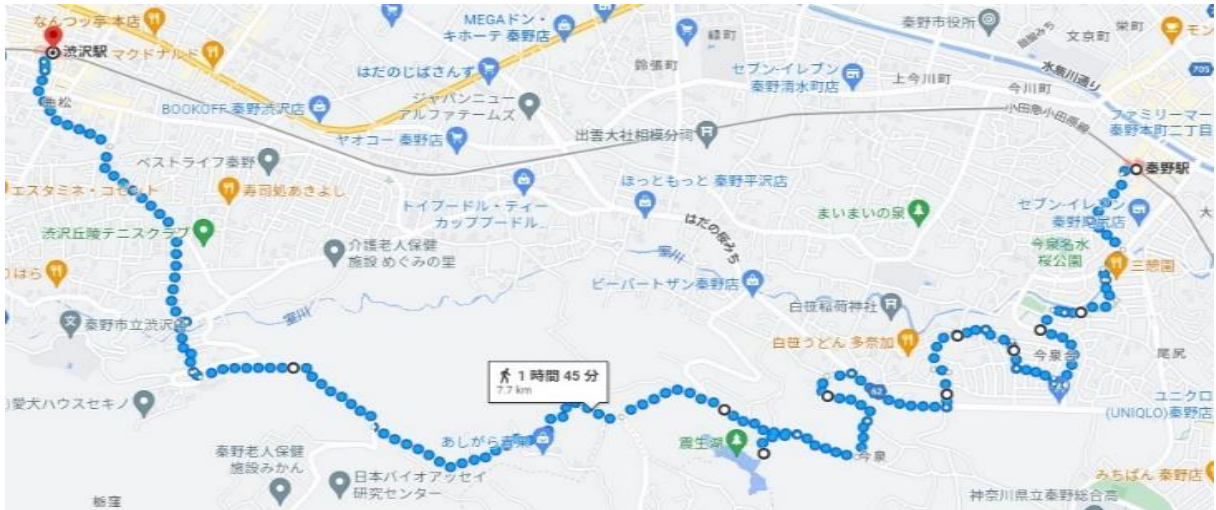 なんつッ亭 本店
渋沢駅
マクドナルド
MEGAドン・
キホーテ 秦野店
はだのじばさんず
緑町
鈴張町
秦野市役所
文京町
栄町
モン
上今川町
今川町
水無川通り
705
セブン-イレブン
秦野清水町店
BOOKOFF 秦野渋沢店
ジャパンニュー
アルファテームズ
ヤオコー 秦野店
出雲大社相模分祠
小田急小田原線
ファミリーマー
秦野本町二丁目
秦野駅
ベストライフ秦野
寿司処あきよし
トイプードル・ティー
カッププードル...
ほっともっと 秦野平沢店
はだの桜みち
まいまいの泉
セブン-イレブン
今泉名水
桜公園
三憩園
渋沢丘陵テニスクラブ
介護老人保健
施設 めぐみの里
室川
室川
ビーバートザン秦野店
白笹稲荷神社
白笹うどん 多奈加
今泉台
尾尻
秦野市立渋沢
1 時間 45 分
7.7 km
62
ユニクロ
(UNIQLO)秦野店
愛犬ハウスセキノ
秦野老人保健
施設みかん
日本バイオアッセイ
研究センター
震生湖
今泉
みちばん 秦野店
神奈川県立秦野総合高
栃窪